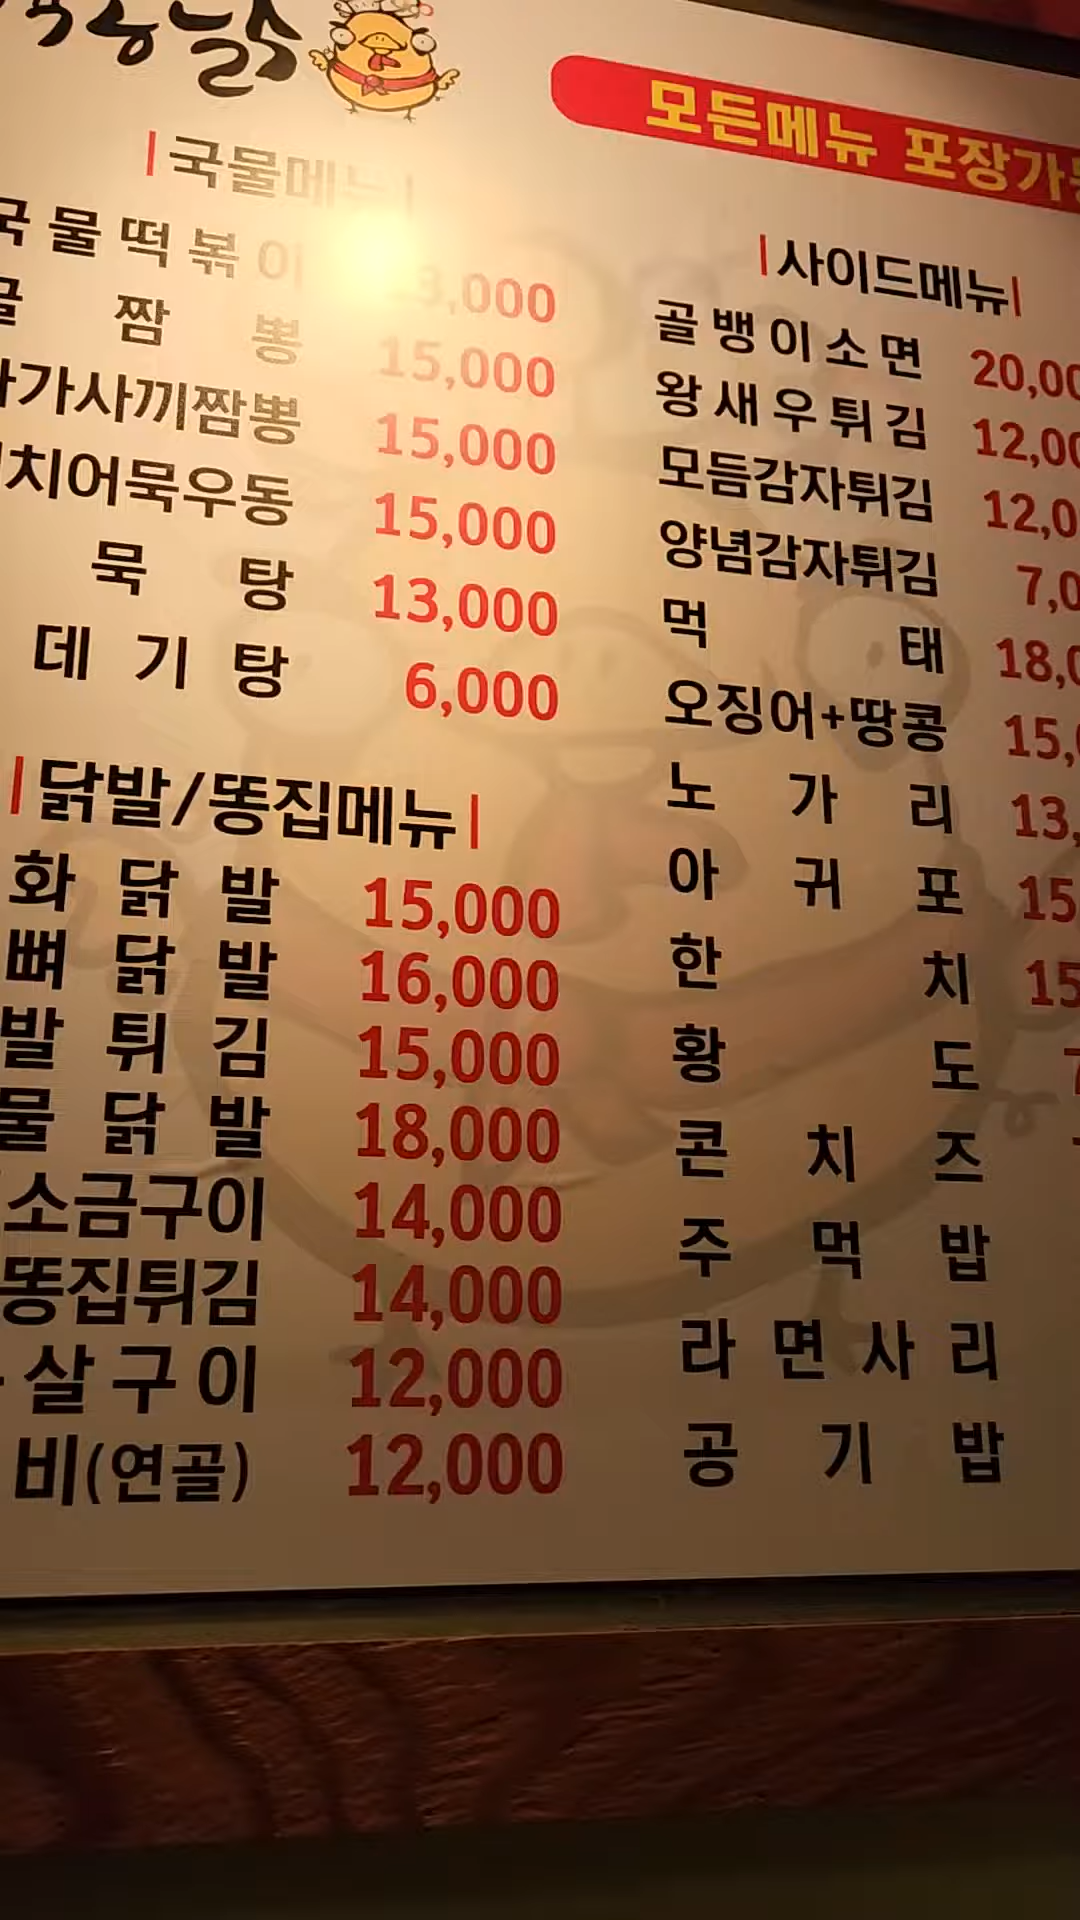 모든메뉴 포장가
국물메뉴
국물떡볶이 3,000
짬뽕 15,000
가사끼짬뽕 15,000
치어묵우동 15,000
묵탕 13,000
데기탕 6,000
닭발/똥집메뉴
화닭발 15,000
뼈닭발 16,000
발튀김 15,000
물닭발 18,000
소금구이 14,000
똥집튀김 14,000
살구이 12,000
비(연골) 12,000
사이드메뉴
골뱅이소면 20,00
왕새우튀김 12,00
모듬감자튀김 12,0
양념감자튀김 7,0
먹태 18,0
오징어+땅콩 15,
노가리 13,
아귀포 15
한치 15
황도 7
콘치즈
주먹밥
라면사리
공기밥